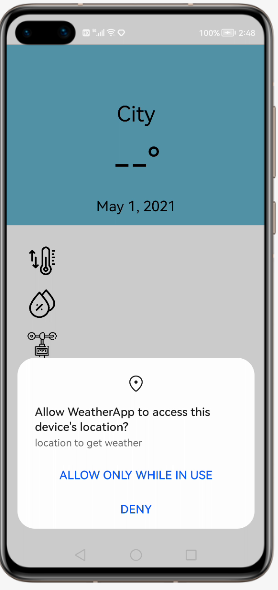 100% 2:48
City
--°
May 1, 2021
Allow WeatherApp to access this
device's location?
location to get weather
ALLOW ONLY WHILE IN USE
DENY